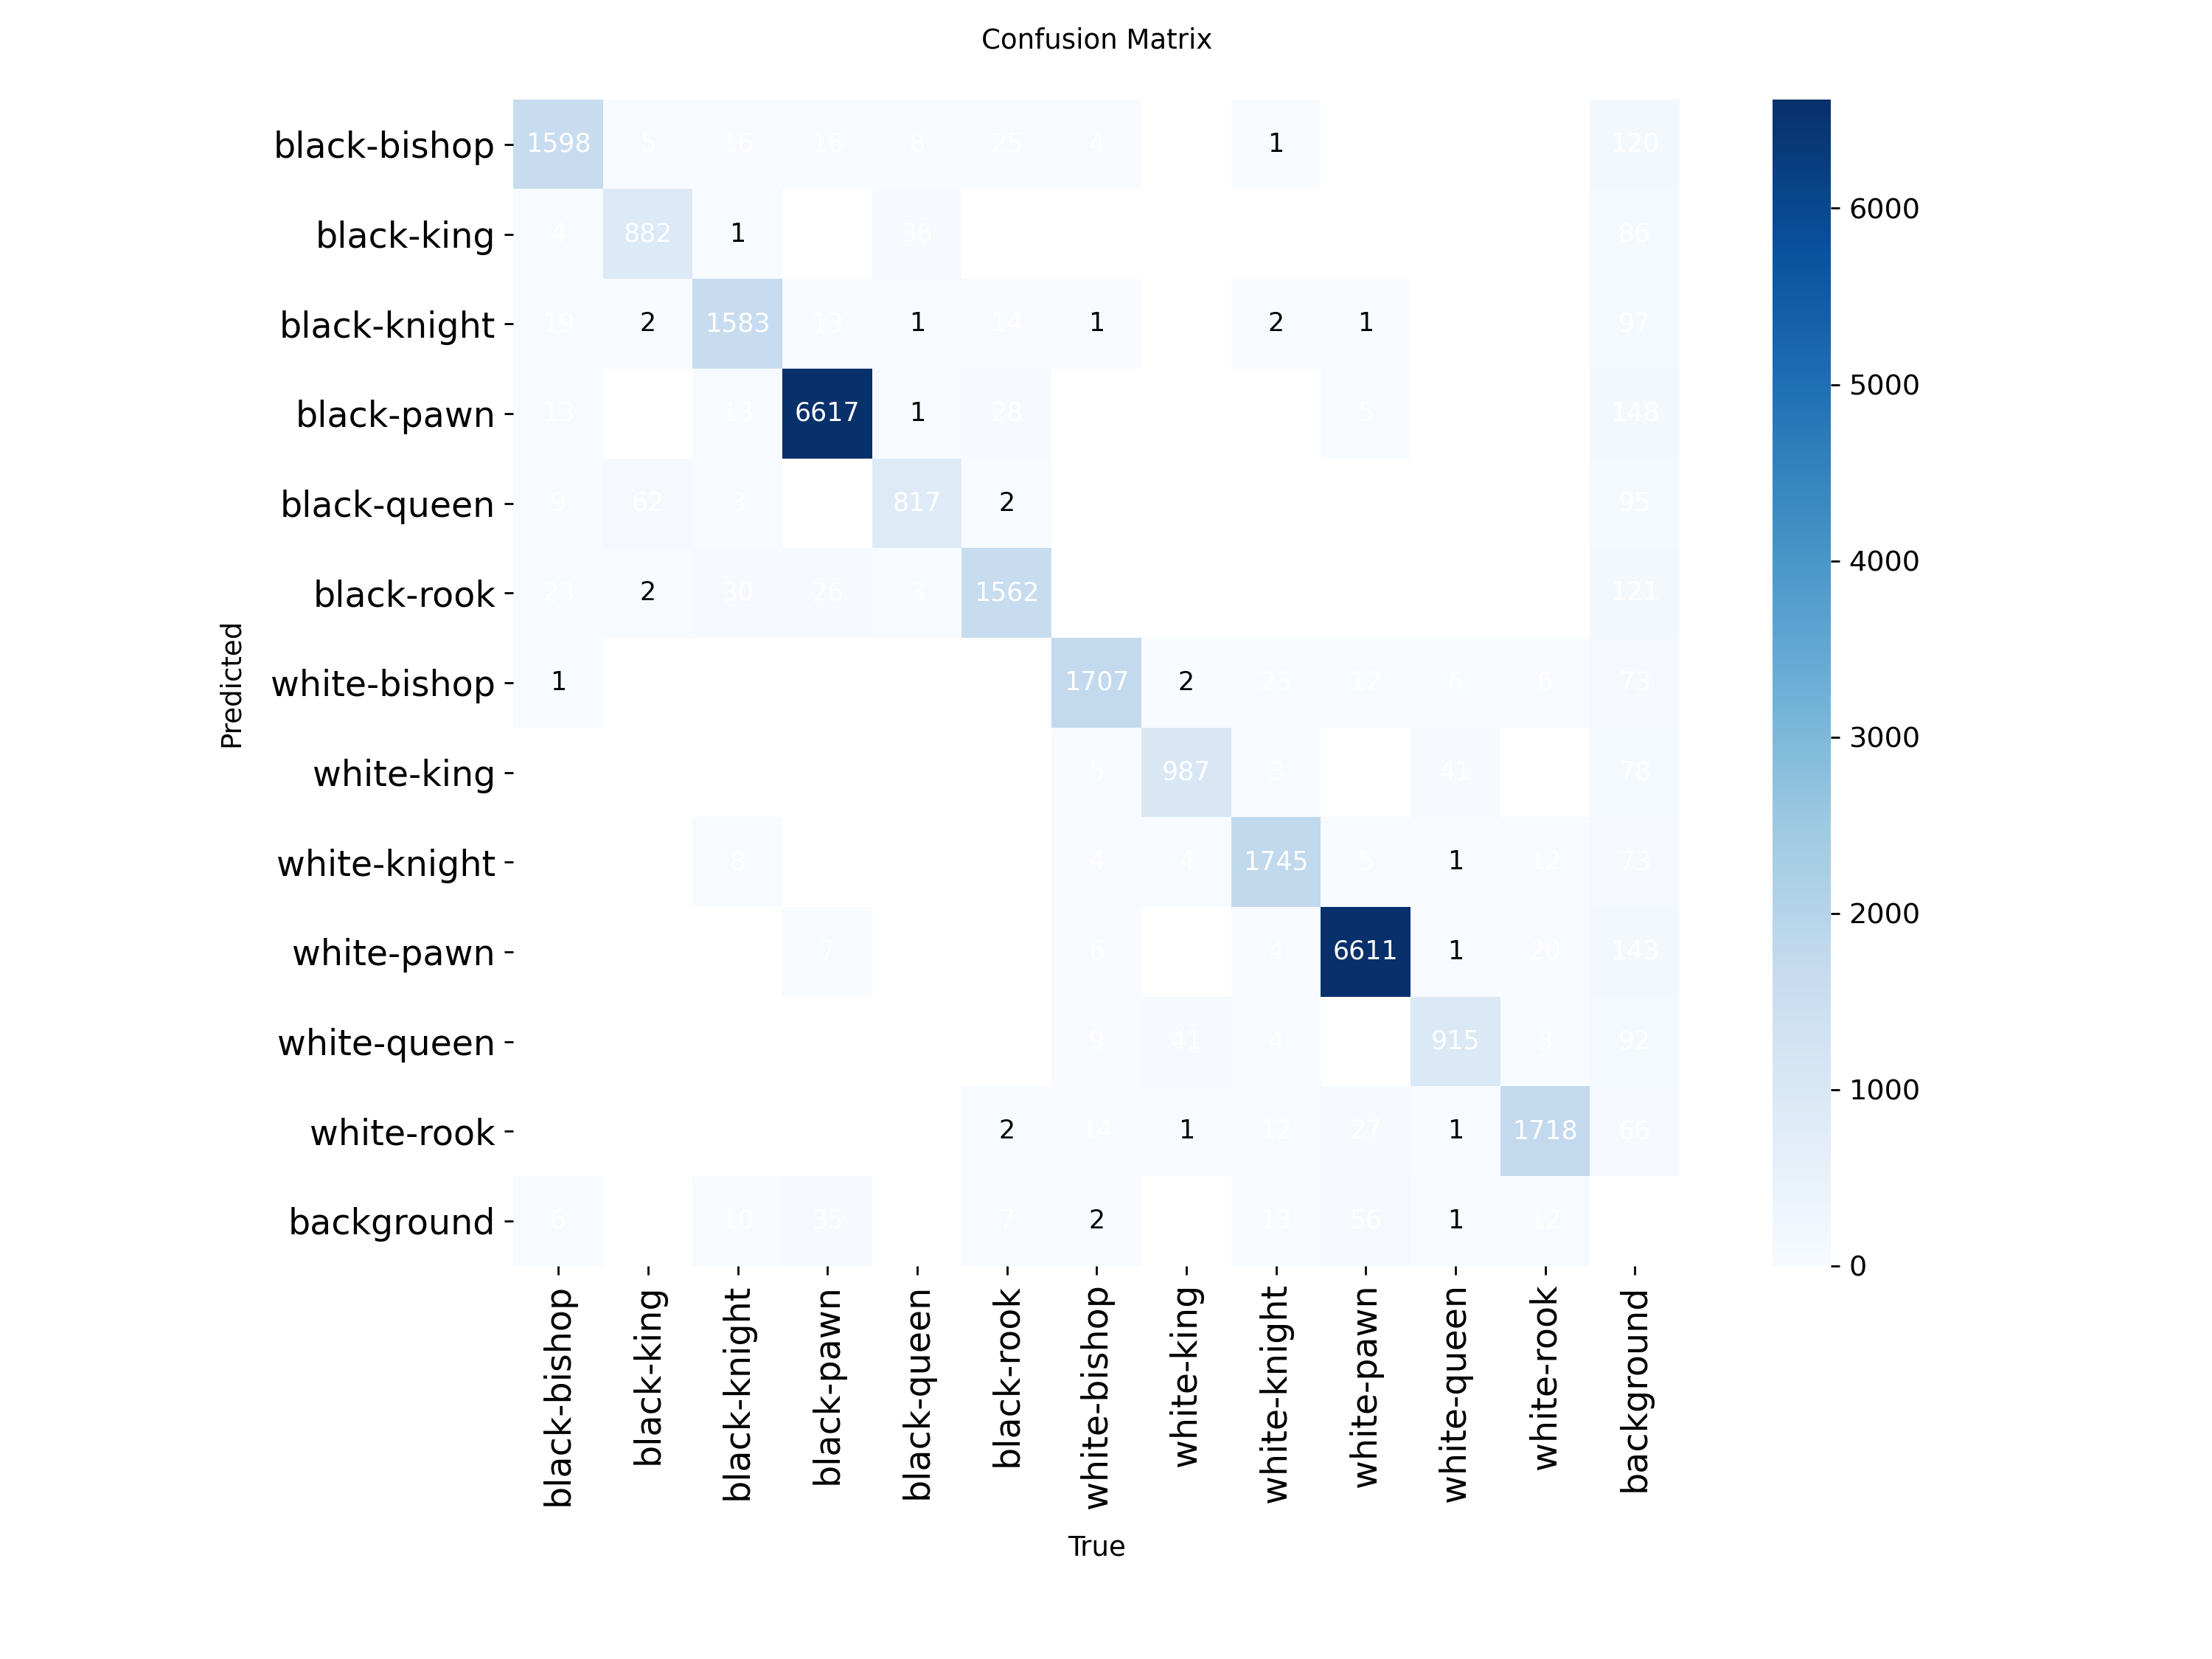 Confusion Matrix
black-bishop 1598 5 16 16 8 25 4 1 120
black-king 4 882 1 36 86
black-knight 19 2 1583 13 1 14 1 2 1 97
black-pawn 13 13 6617 1 28 5 148
black-queen 9 62 3 817 2 95
black-rook 23 2 30 26 3 1562 121
white-bishop 1 1707 2 23 12 6 6 73
white-king 5 987 3 41 78
white-knight 8 4 4 1745 5 1 12 73
white-pawn 7 6 4 6611 1 20 143
white-queen 9 41 4 915 3 92
white-rook 2 14 1 12 27 1 1718 66
background 6 10 35 7 2 13 56 1 12
Predicted
black-bishop
black-king
black-knight
black-pawn
black-queen
black-rook
white-bishop
white-king
white-knight
white-pawn
white-queen
white-rook
background
True
6000
5000
4000
3000
2000
1000
0